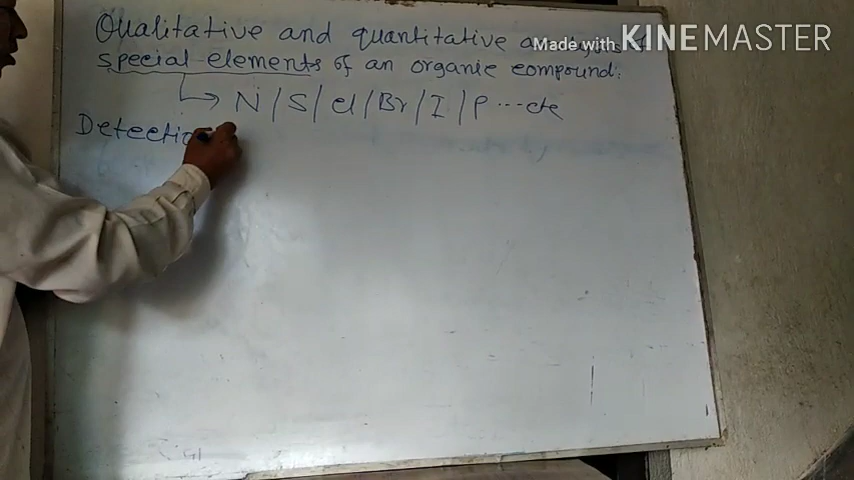 Qualitative and quantitative
Made with KINEMASTER
special elements of an organic compound:
N/S/Cl/Br/I/P ...etc
Detectio